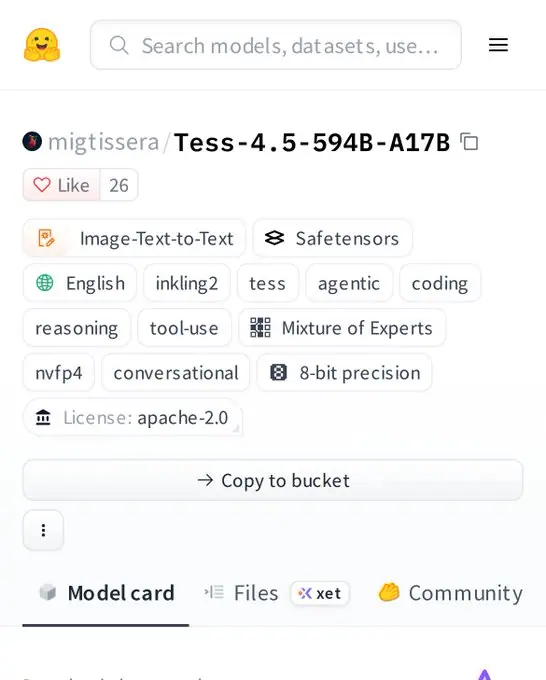 Search models, datasets, use...
migtissera/Tess-4.5-594B-A17B
Like 26
Image-Text-to-Text Safetensors
English inkling2 tess agentic coding
reasoning tool-use Mixture of Experts
nvfp4 conversational 8-bit precision
License: apache-2.0
→ Copy to bucket
Model card Files xet Community